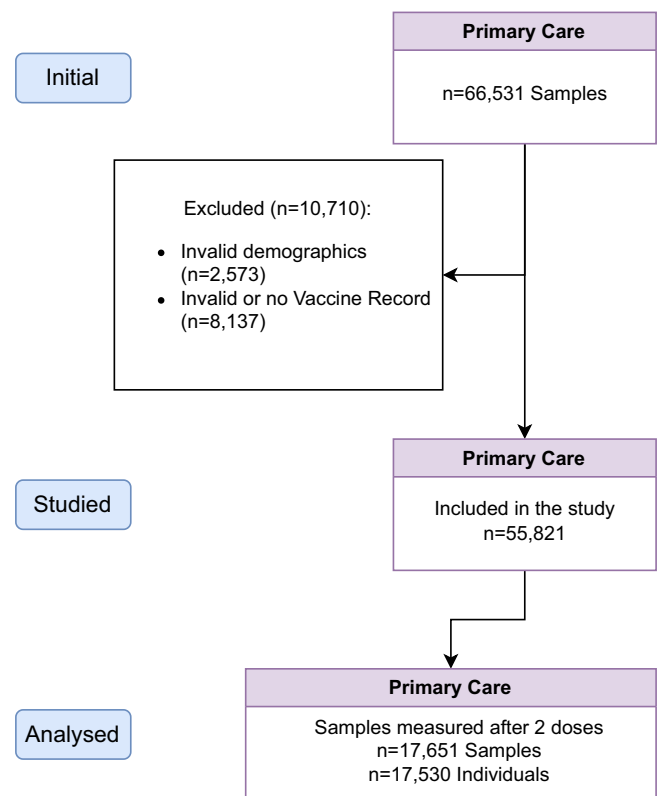 Initial
Primary Care
n=66,531 Samples
Excluded (n=10,710):
• Invalid demographics
(n=2,573)
• Invalid or no Vaccine Record
(n=8,137)
Studied
Primary Care
Included in the study
n=55,821
Analysed
Primary Care
Samples measured after 2 doses
n=17,651 Samples
n=17,530 Individuals